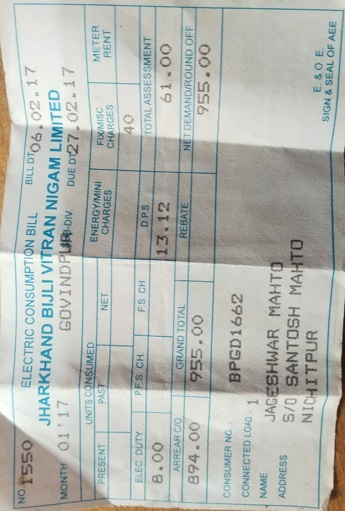 NO 1550 ELECTRIC CONSUMPTION BILL BILL DT 06.02.17
JHARKHAND BIJLI VITRAN NIGAM LIMITED
MONTH 01'17 GOVINDPUR SUB-DIV. DUE DT 27.02.17
UNITS CONSUMED ENERGY/MINI CHARGES FIX/MISC CHARGES METER RENT
PRESENT PAST NET
40
ELEC. DUTY P.F.S. CH. F.S. CH D.P.S. TOTAL ASSESSMENT
8.00 13.12 61.00
ARREAR C/O GRAND TOTAL REBATE NET DEMAND/ROUND OFF
894.00 955.00 955.00
CONSUMER NO. BPGD1662
CONNECTED LOAD. 1
NAME JAGESHWAR MAHTO
ADDRESS S/O SANTOSH MAHTO
NICHITPUR
E. & O. E.
SIGN & SEAL OF AEE